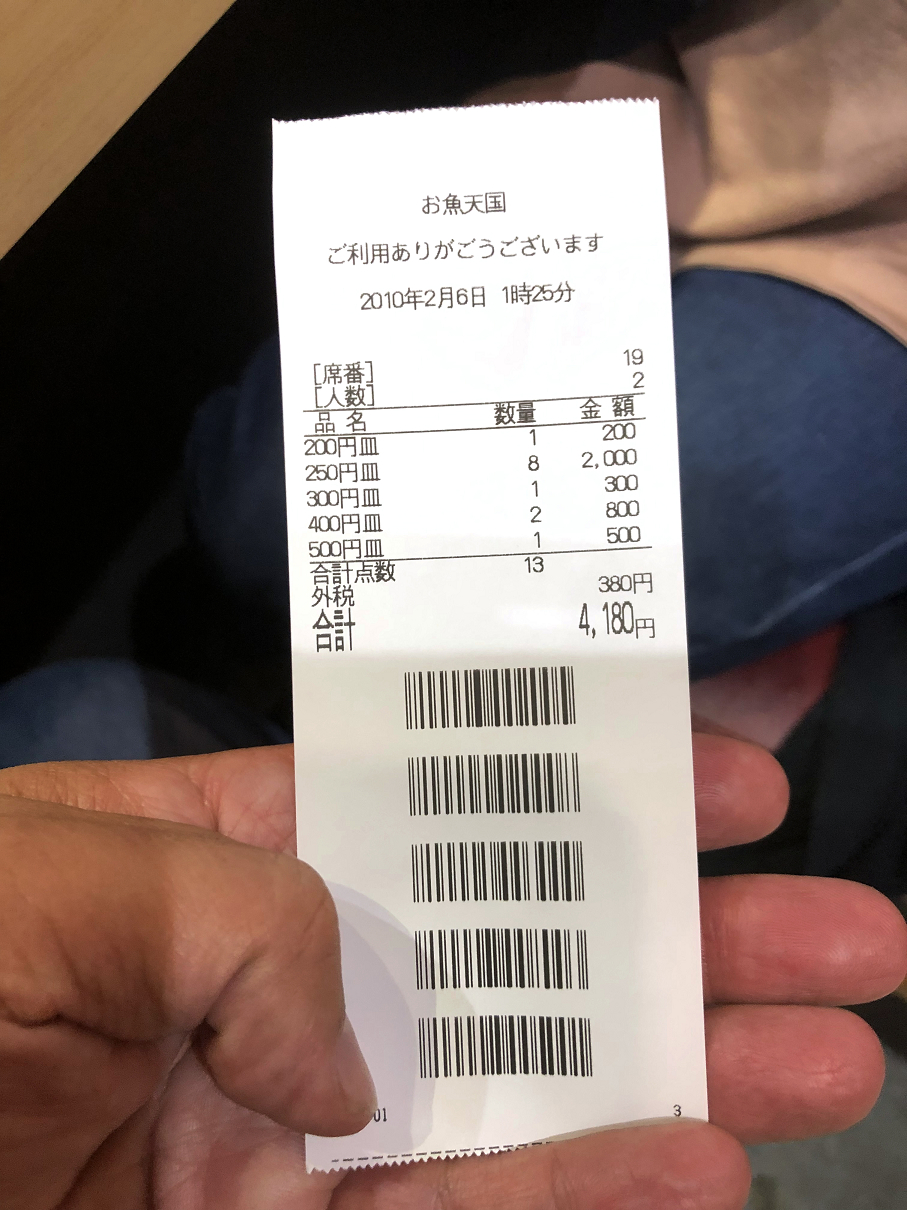 お魚天国
ご利用ありがごうございます
2010年2月6日 1時25分
[席番] 19
[人数] 2
品名 数量 金額
200円皿 1 200
250円皿 8 2,000
300円皿 1 300
400円皿 2 800
500円皿 1 500
合計点数 13
外税 380円
合計 4,180円
01 3